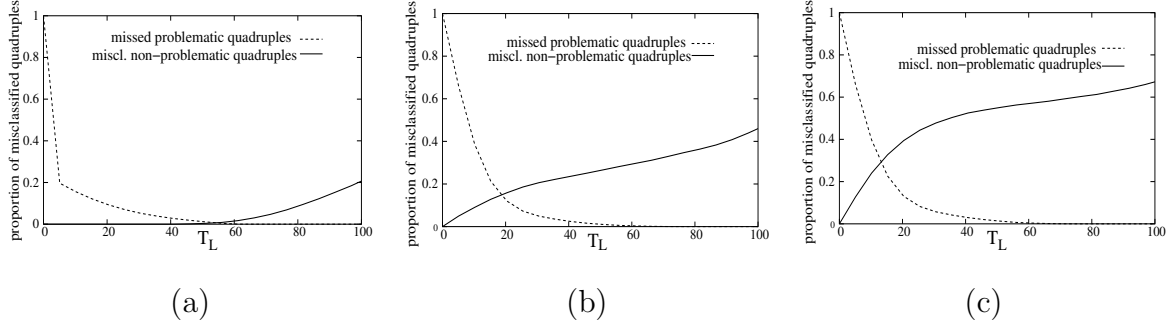 proportion of misclassified quadruples
1
0.8
0.6
0.4
0.2
0
missed problematic quadruples
miscl. non-problematic quadruples
0 20 40 60 80 100
T_L
(a)
proportion of misclassified quadruples
1
0.8
0.6
0.4
0.2
0
missed problematic quadruples
miscl. non-problematic quadruples
0 20 40 60 80 100
T_L
(b)
proportion of misclassified quadruples
1
0.8
0.6
0.4
0.2
0
missed problematic quadruples
miscl. non-problematic quadruples
0 20 40 60 80 100
T_L
(c)